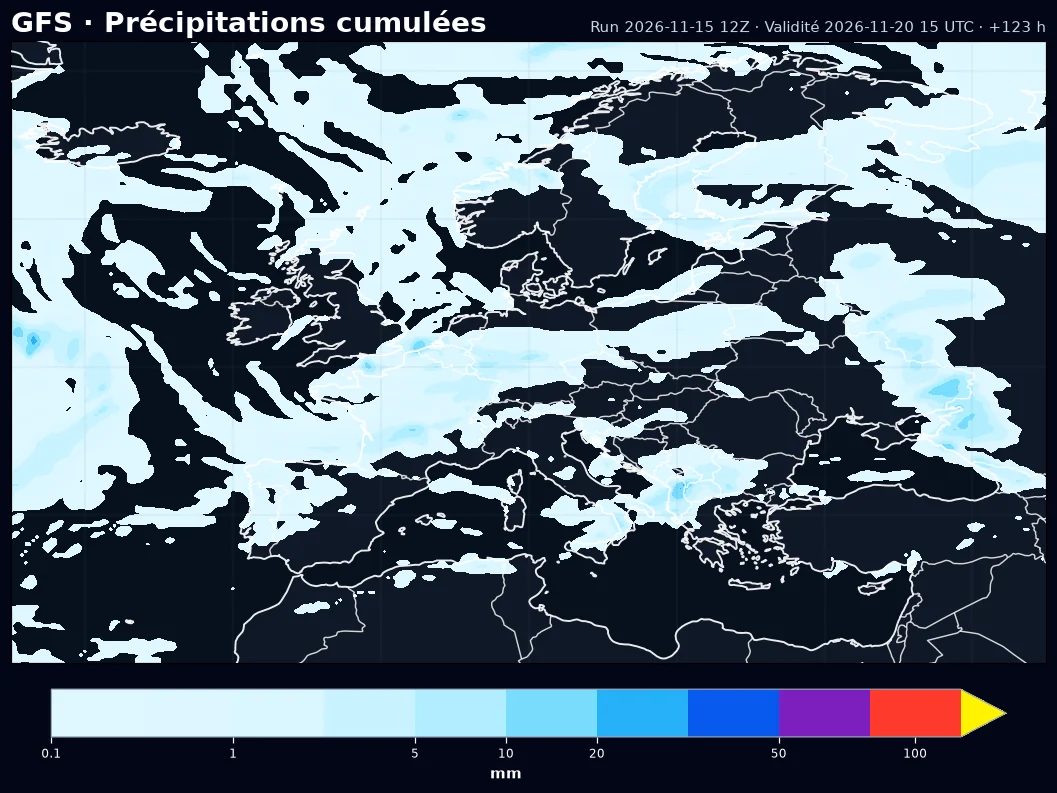 GFS · Précipitations cumulées
Run 2026-11-15 12Z · Validité 2026-11-20 15 UTC · +123 h
0.1 1 5 10 20 50 100
mm